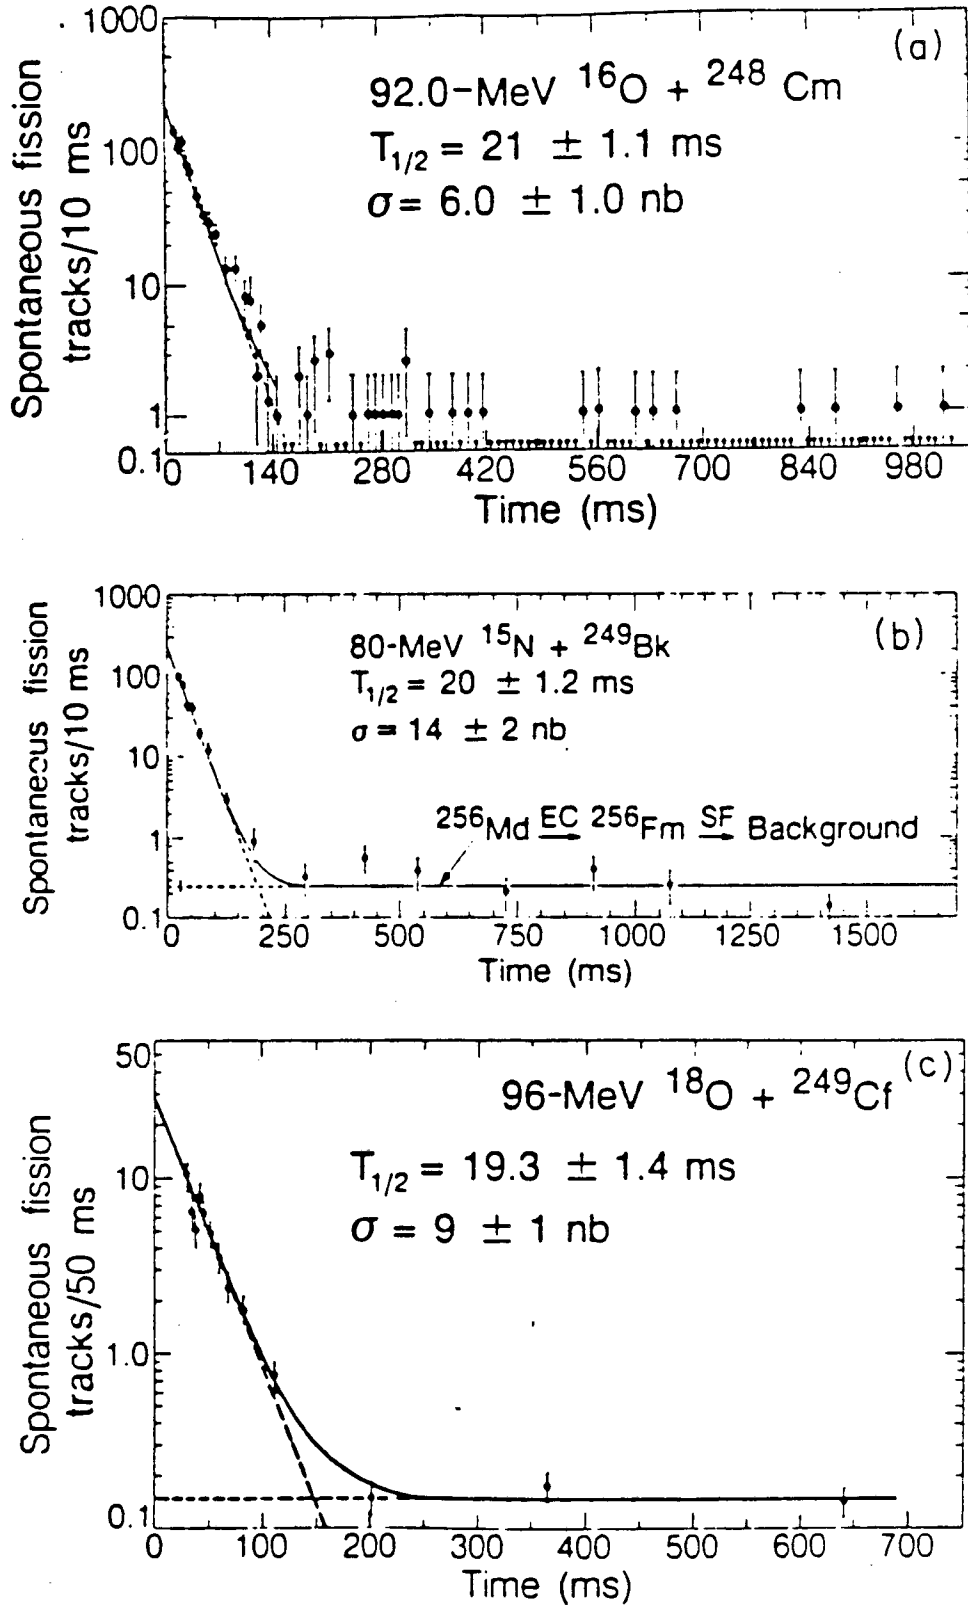 (a)
1000
100
10
1
0.1
Spontaneous fission
tracks/10 ms
92.0-MeV ¹⁶O + ²⁴⁸ Cm
T₁/₂ = 21 ± 1.1 ms
σ = 6.0 ± 1.0 nb
0 140 280 420 560 700 840 980
Time (ms)
(b)
1000
100
10
1
0.1
Spontaneous fission
tracks/10 ms
80-MeV ¹⁵N + ²⁴⁹Bk
T₁/₂ = 20 ± 1.2 ms
σ = 14 ± 2 nb
²⁵⁶Md EC→ ²⁵⁶Fm SF→ Background
0 250 500 750 1000 1250 1500
Time (ms)
(c)
50
10
1.0
0.1
Spontaneous fission
tracks/50 ms
96-MeV ¹⁸O + ²⁴⁹Cf
T₁/₂ = 19.3 ± 1.4 ms
σ = 9 ± 1 nb
0 100 200 300 400 500 600 700
Time (ms)